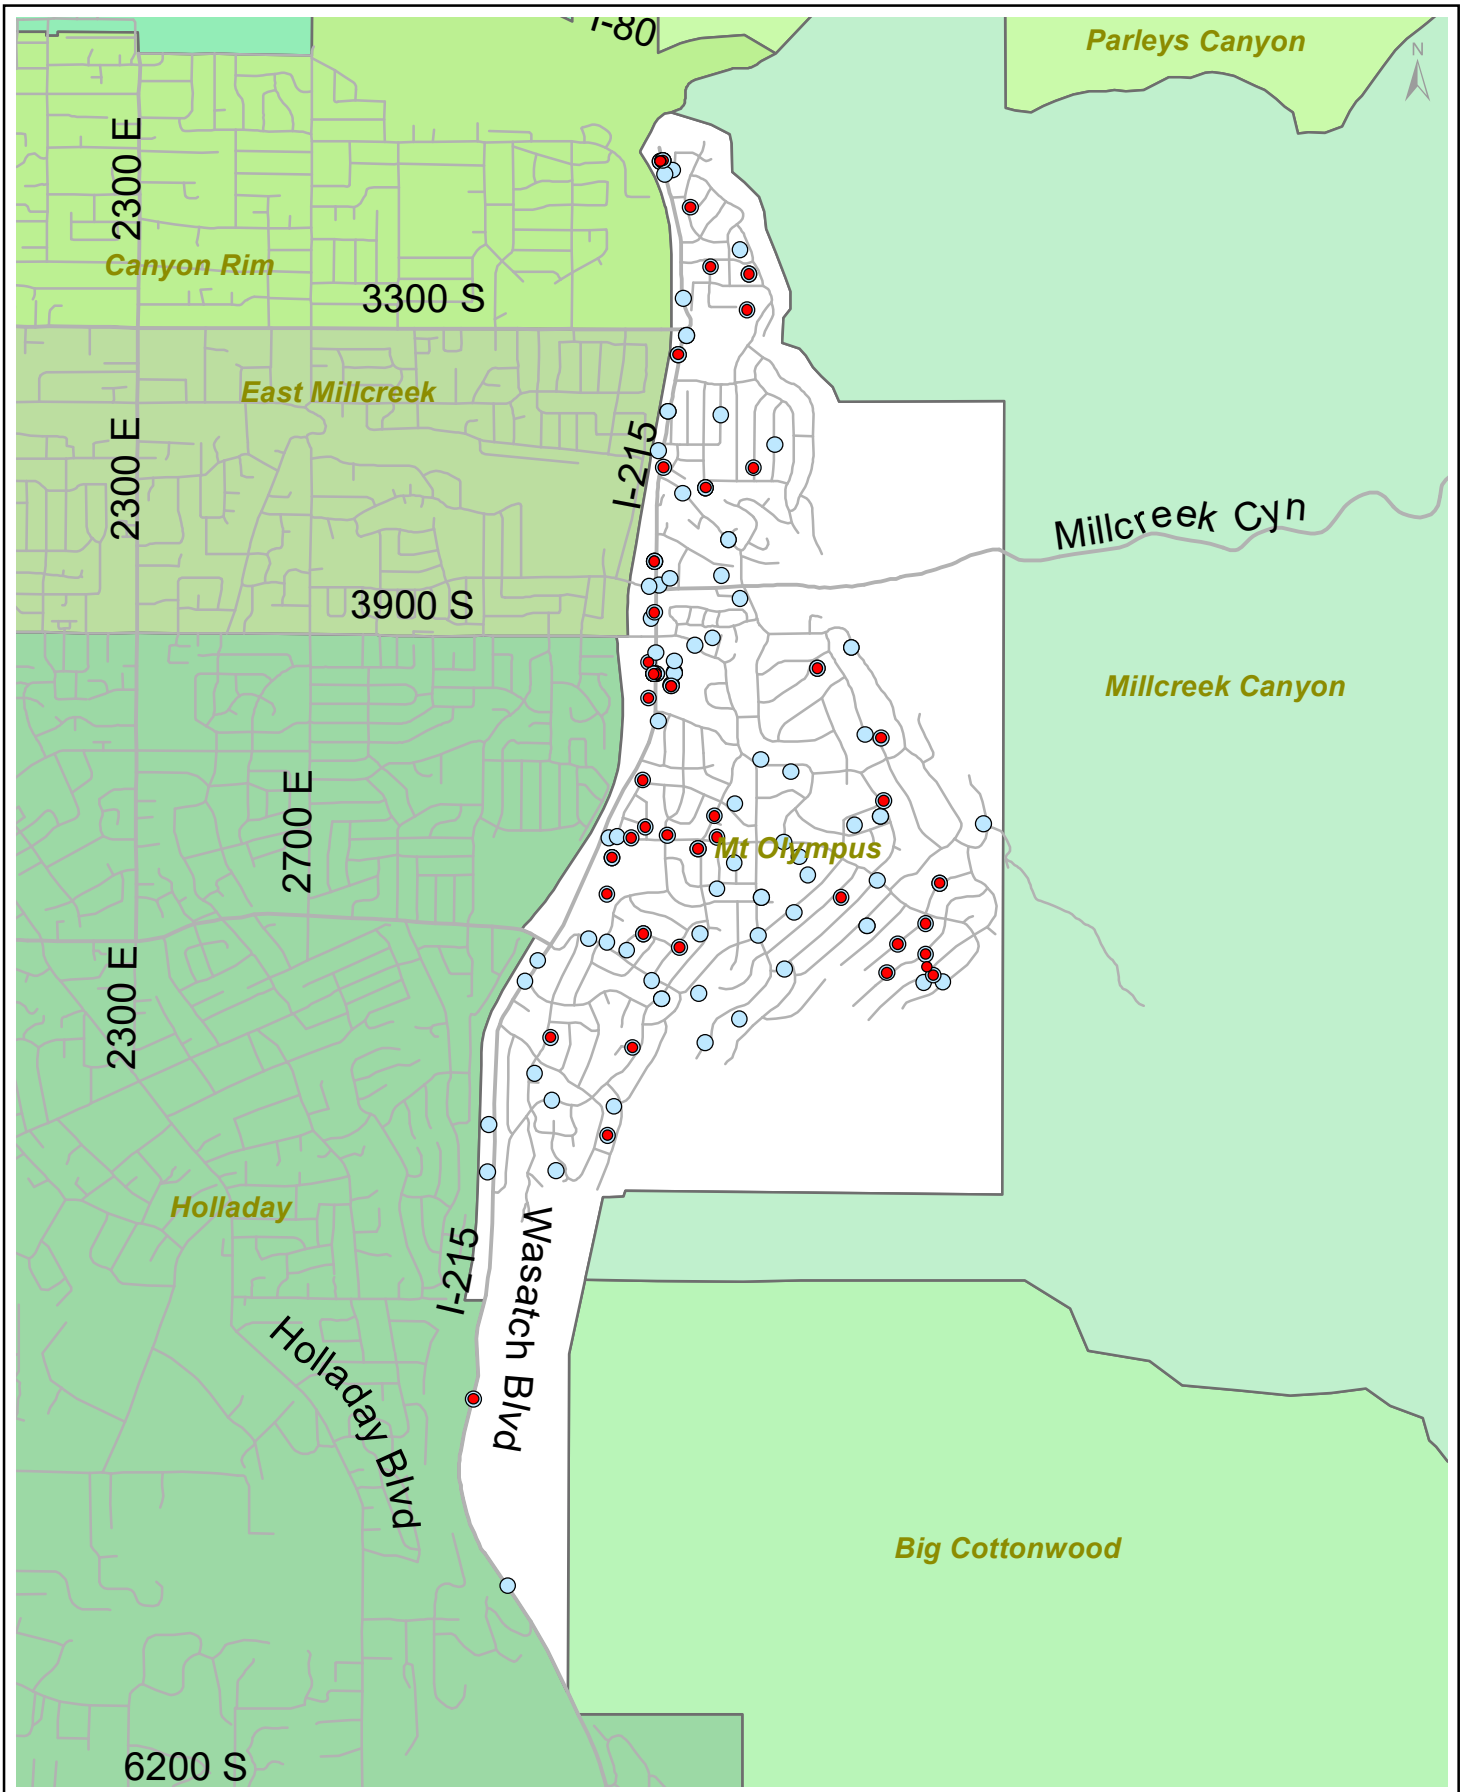 I-80
Parleys Canyon
N
2300 E
Canyon Rim
3300 S
East Millcreek
2300 E
I-215
Millcreek Cyn
3900 S
Millcreek Canyon
2700 E
Mt Olympus
2300 E
Holladay
I-215
Wasatch Blvd
Holladay Blvd
Big Cottonwood
6200 S